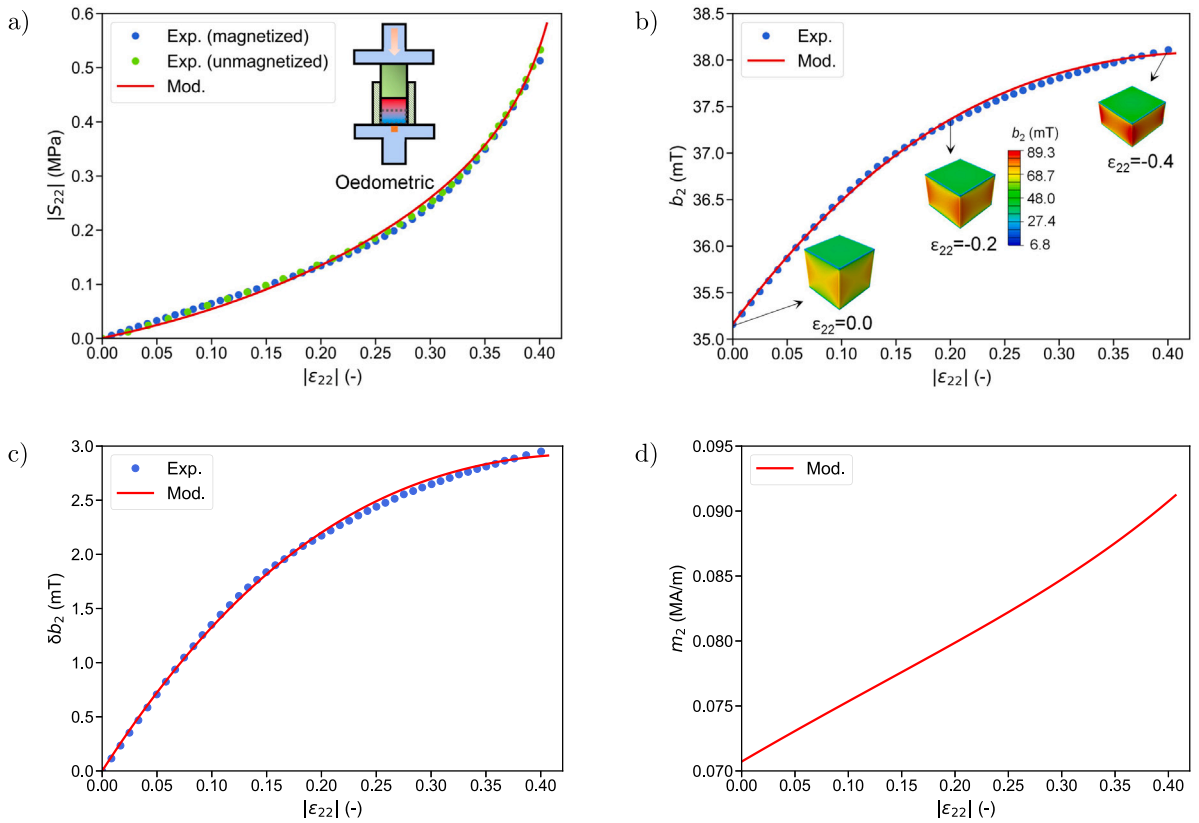 a)
0.6
0.5
0.4
0.3
0.2
0.1
0.0
|S22| (MPa)
Exp. (magnetized)
Exp. (unmagnetized)
Mod.
Oedometric
0.00 0.05 0.10 0.15 0.20 0.25 0.30 0.35 0.40
|ε22| (-)
b)
38.5
38.0
37.5
37.0
36.5
36.0
35.5
35.0
b2 (mT)
Exp.
Mod.
ε22=0.0
ε22=-0.2
b2 (mT)
89.3
68.7
48.0
27.4
6.8
ε22=-0.4
0.00 0.05 0.10 0.15 0.20 0.25 0.30 0.35 0.40
|ε22| (-)
c)
3.0
2.5
2.0
1.5
1.0
0.5
0.0
δb2 (mT)
Exp.
Mod.
0.00 0.05 0.10 0.15 0.20 0.25 0.30 0.35 0.40
|ε22| (-)
d)
0.095
0.090
0.085
0.080
0.075
0.070
m2 (MA/m)
Mod.
0.00 0.05 0.10 0.15 0.20 0.25 0.30 0.35 0.40
|ε22| (-)